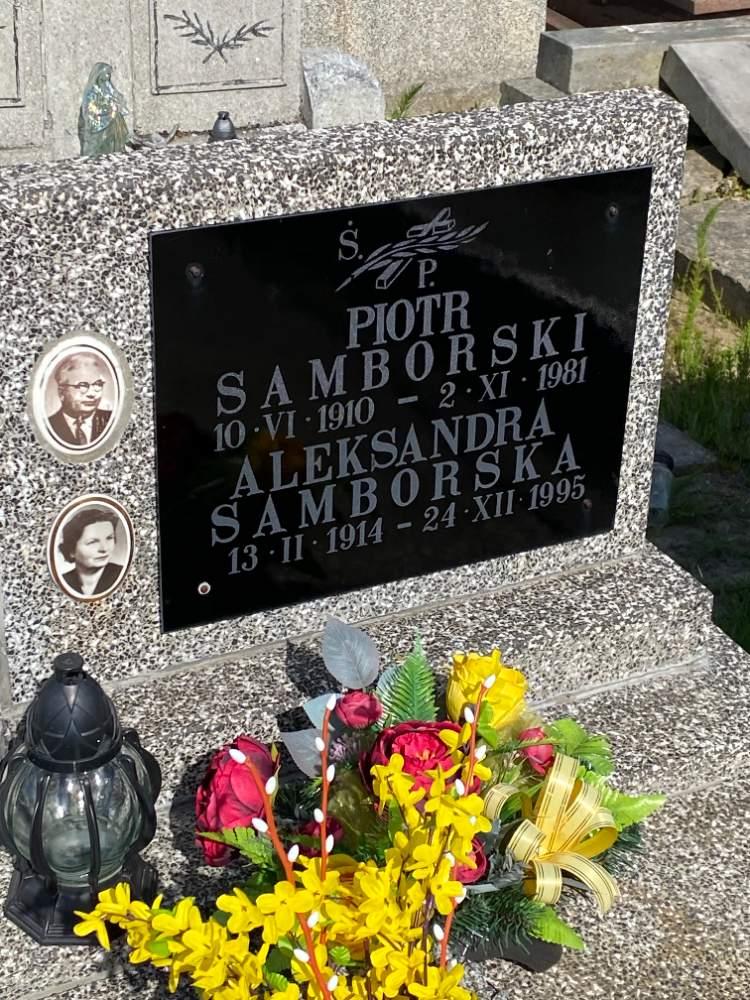 Ś. P.
PIOTR
SAMBORSKI
10·VI·1910 – 2·XI·1981
ALEKSANDRA
SAMBORSKA
13·II·1914 – 24·XII·1995